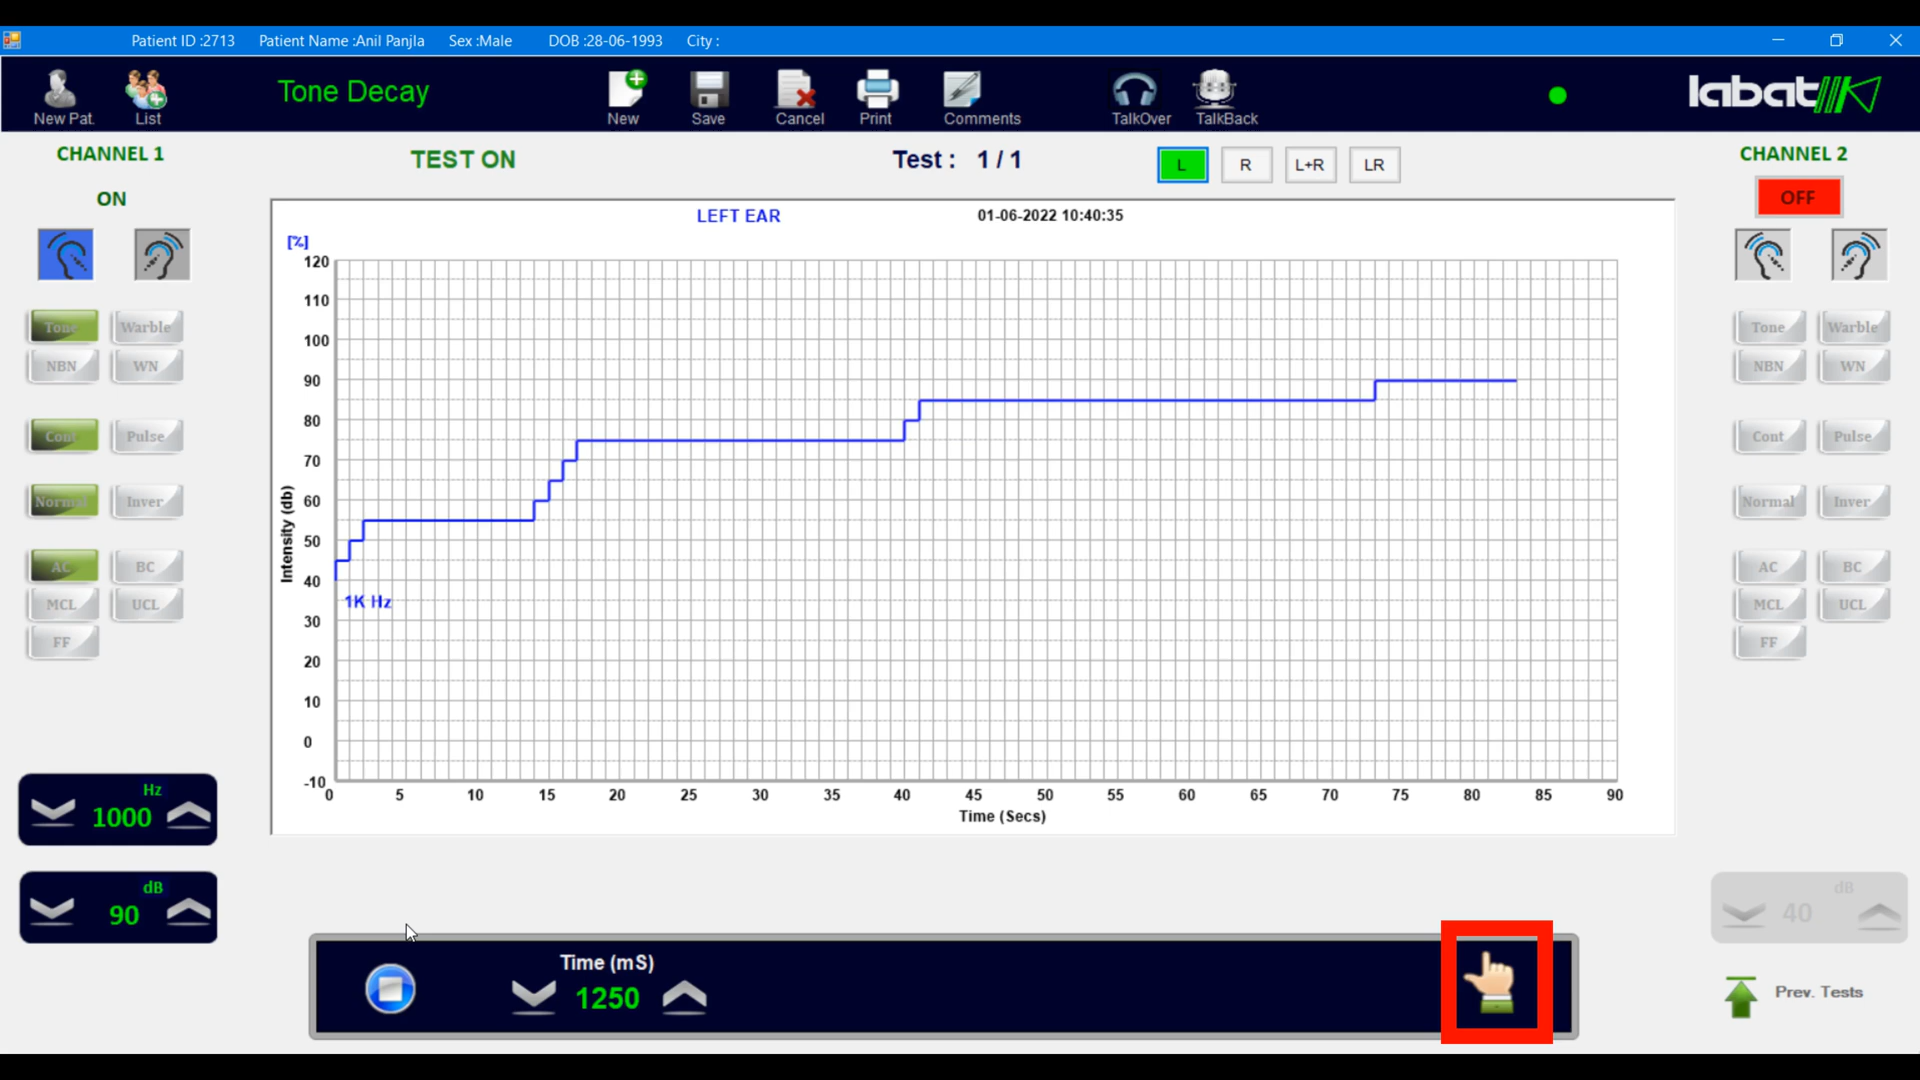 Patient ID :2713 Patient Name :Anil Panjla Sex :Male DOB :28-06-1993 City :
New Pat. List Tone Decay New Save Cancel Print Comments TalkOver TalkBack labat
CHANNEL 1 TEST ON Test : 1 / 1 L R L+R LR CHANNEL 2
ON OFF
LEFT EAR 01-06-2022 10:40:35
[%]
120
110
100
90
80
70
60
50
40
30
20
10
0
-10
Intensity (db)
1K Hz
0 5 10 15 20 25 30 35 40 45 50 55 60 65 70 75 80 85 90
Time (Secs)
Tone Warble
NBN WN
Cont Pulse
Normal Inver
AC BC
MCL UCL
FF
Hz
1000
dB
90
Time (mS)
1250
Tone Warble
NBN WN
Cont Pulse
Normal Inver
AC BC
MCL UCL
FF
dB
40
Prev. Tests